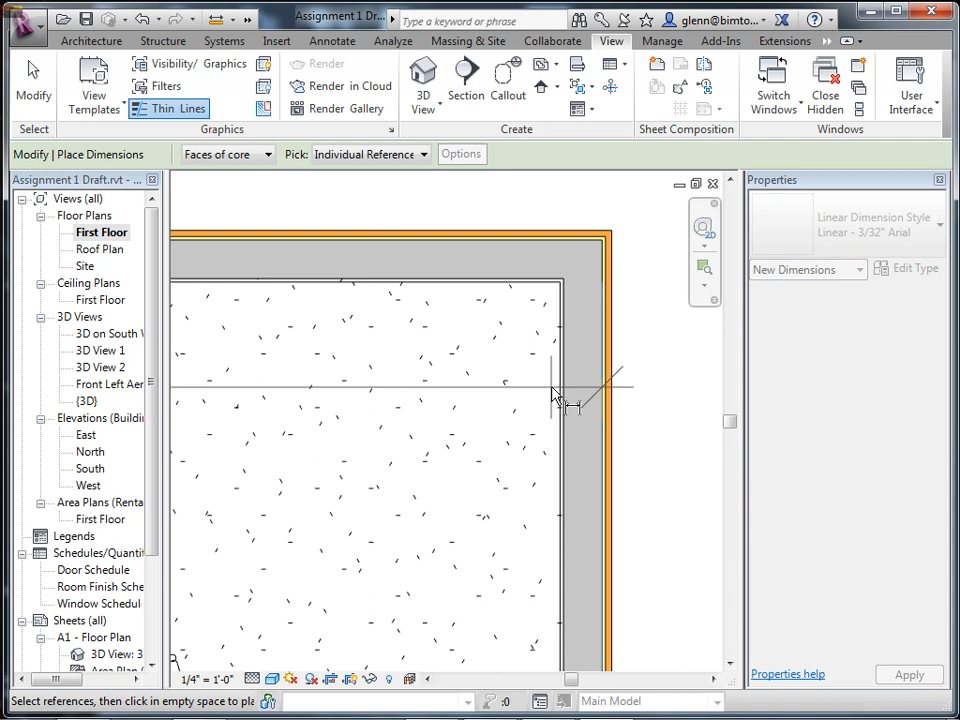 Assignment 1 Dr...
Type a keyword or phrase
glenn@bimto...
Architecture Structure Systems Insert Annotate Analyze Massing & Site Collaborate View Manage Add-Ins Extensions
Modify
View Templates
Visibility/ Graphics
Filters
Thin Lines
Render
Render in Cloud
Render Gallery
3D View
Section
Callout
Switch Windows
Close Hidden
User Interface
Select Graphics Create Sheet Composition Windows
Modify | Place Dimensions Faces of core Pick: Individual Reference Options
Assignment 1 Draft.rvt - ...
Views (all)
Floor Plans
First Floor
Roof Plan
Site
Ceiling Plans
First Floor
3D Views
3D on South W
3D View 1
3D View 2
Front Left Aer
{3D}
Elevations (Buildin
East
North
South
West
Area Plans (Renta
First Floor
Legends
Schedules/Quantit
Door Schedule
Room Finish Sche
Window Schedul
Sheets (all)
A1 - Floor Plan
3D View: 3
Area Plan (
2D
Properties
Linear Dimension Style
Linear - 3/32" Arial
New Dimensions Edit Type
Properties help Apply
1/4" = 1'-0"
Select references, then click in empty space to pla :0 Main Model